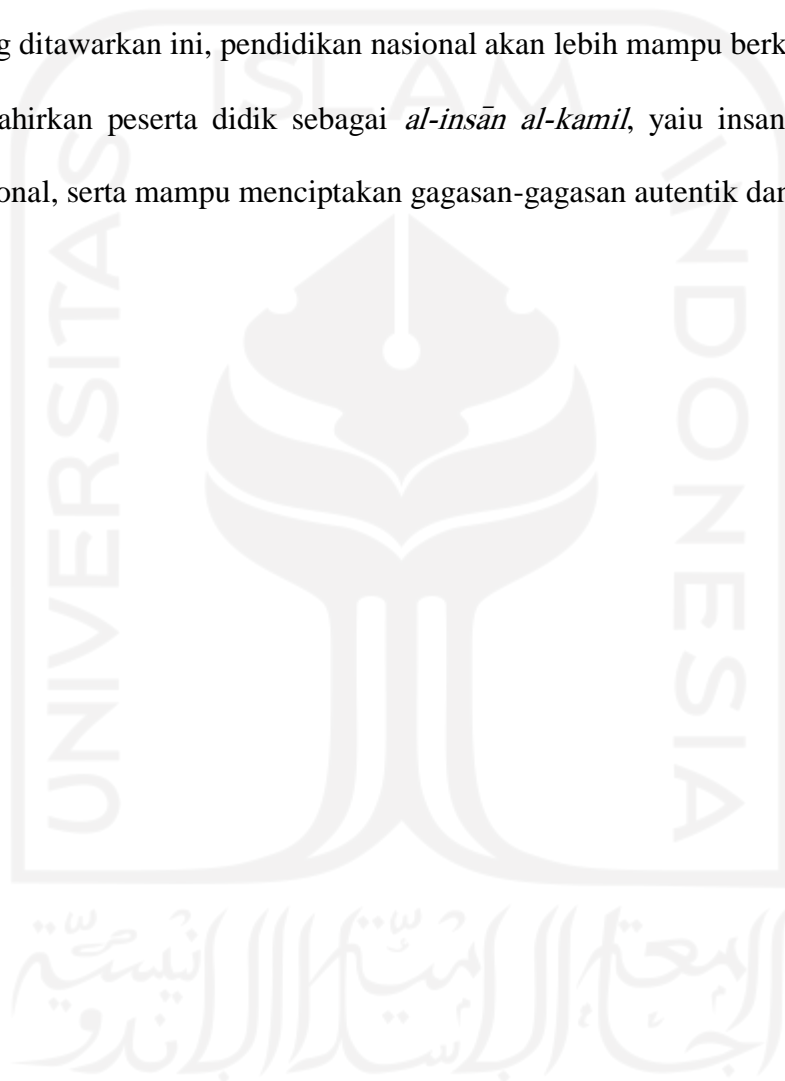 g ditawarkan ini, pendidikan nasional akan lebih mampu berk
ahirkan peserta didik sebagai al-insān al-kamil, yaiu insan
onal, serta mampu menciptakan gagasan-gagasan autentik dan
ISLAM
UNIVERSITAS
INDONESIA